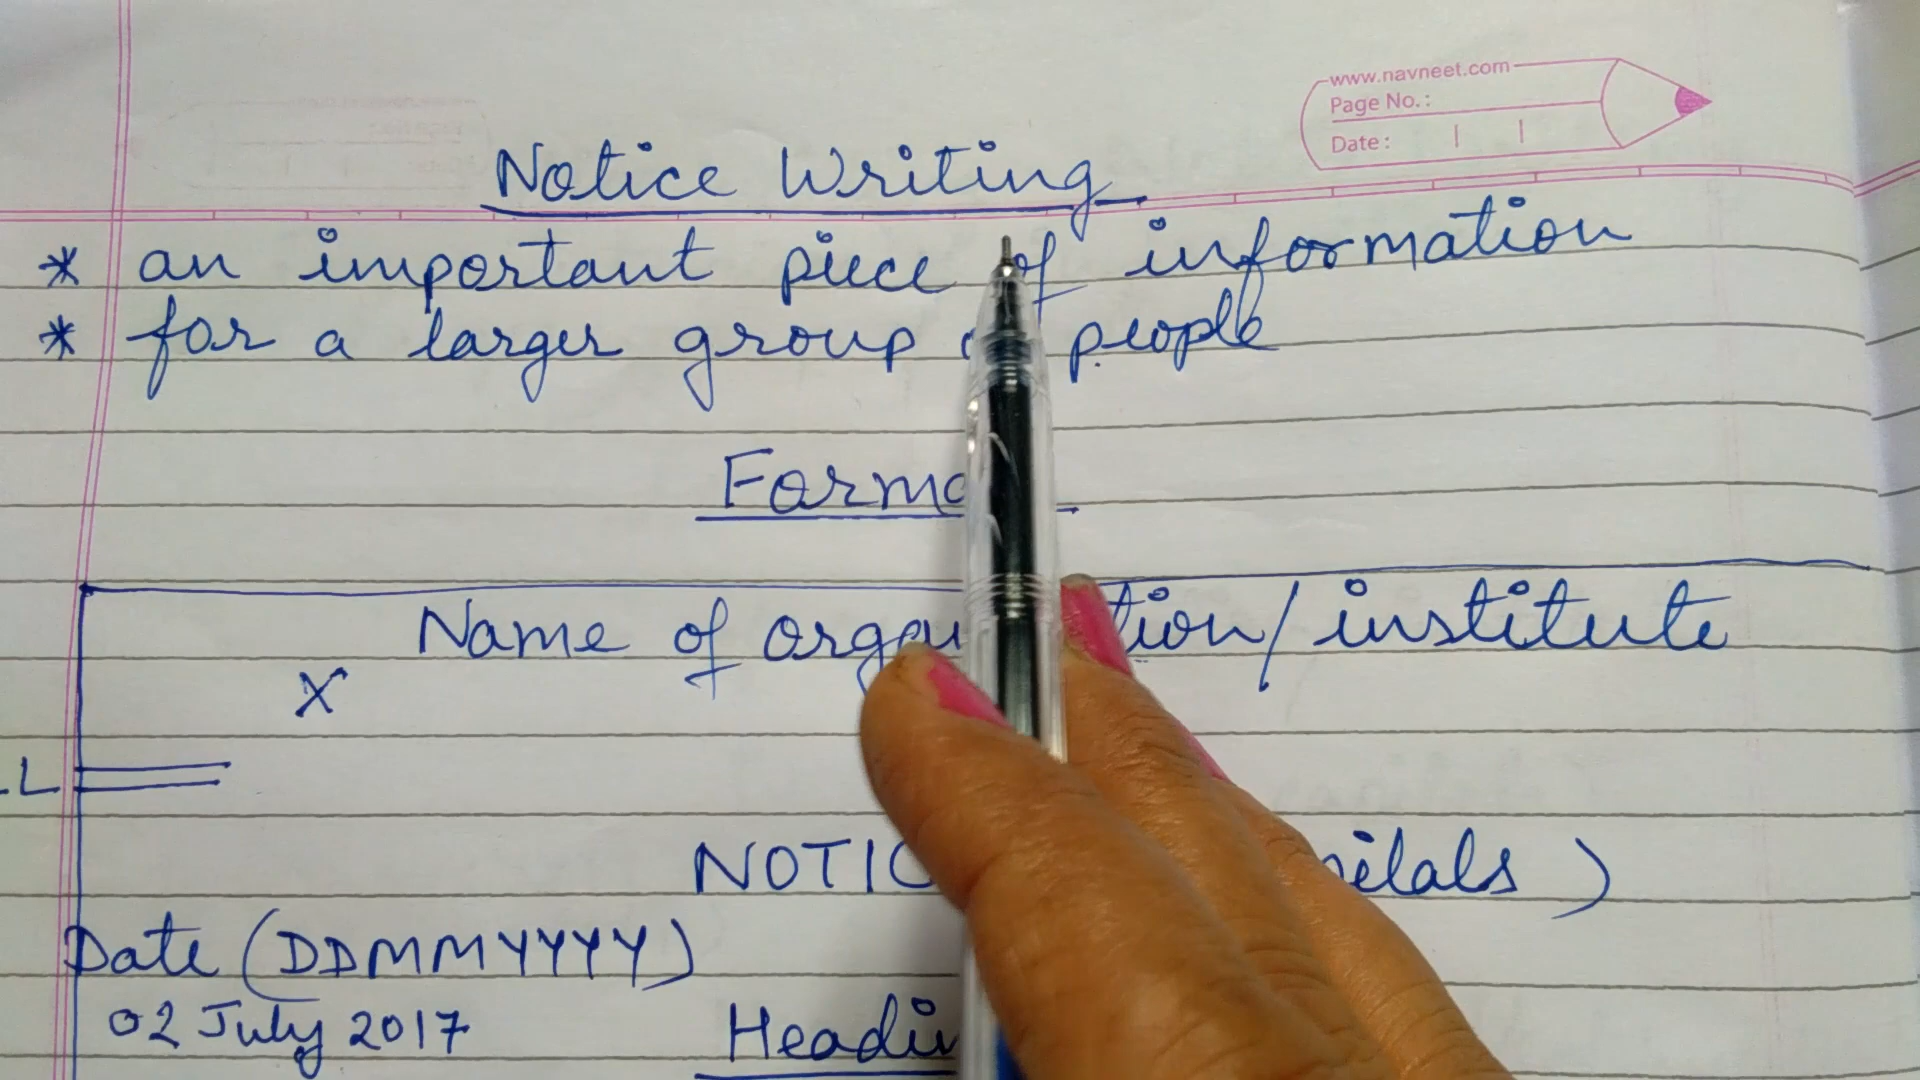 www.navneet.com
Page No.:
Date:
Notice Writing
* an important piece of information
* for a larger group people
Format
Name of / institute
X
L
NOTIC
Date (DDMMYYYY)
02 July 2017